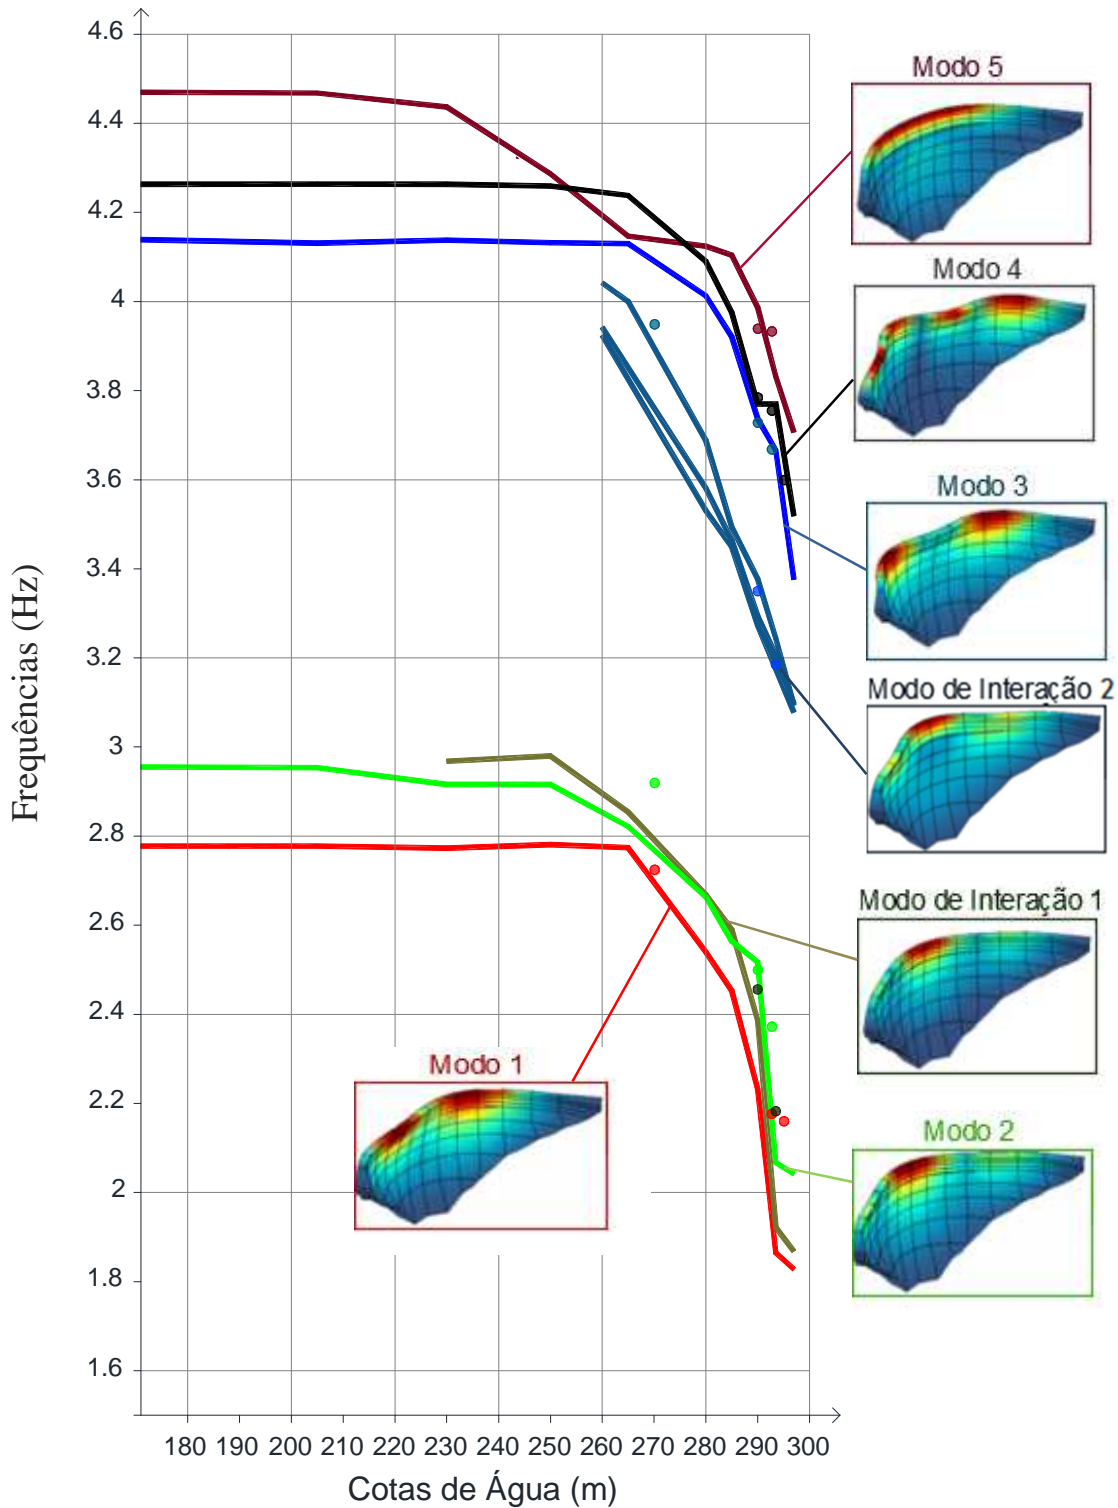 4.6
4.4
4.2
4
3.8
3.6
3.4
3.2
3
2.8
2.6
2.4
2.2
2
1.8
1.6
Frequências (Hz)
180 190 200 210 220 230 240 250 260 270 280 290 300
Cotas de Água (m)
Modo 5
Modo 4
Modo 3
Modo de Interação 2
Modo de Interação 1
Modo 1
Modo 2